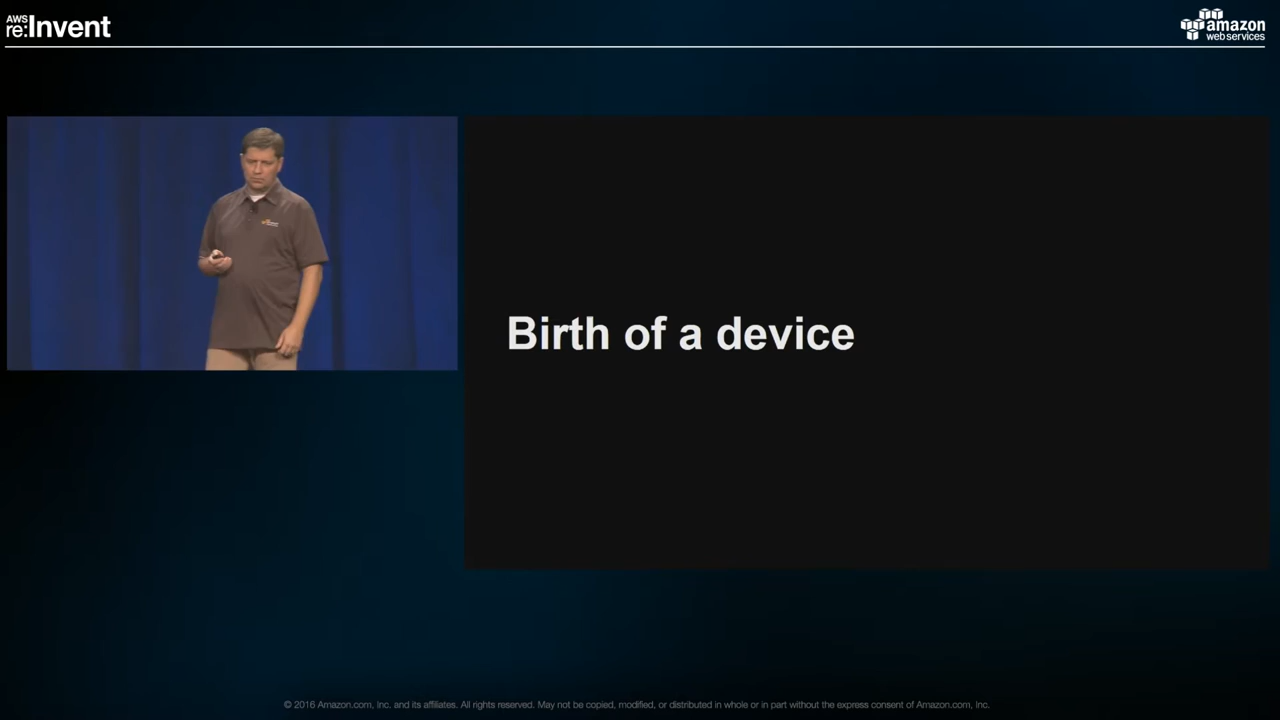 AWS
re:Invent
amazon
web services
Birth of a device
© 2016 Amazon.com, Inc. and its affiliates. All rights reserved. May not be copied, modified, or distributed in whole or in part without the express consent of Amazon.com, Inc.